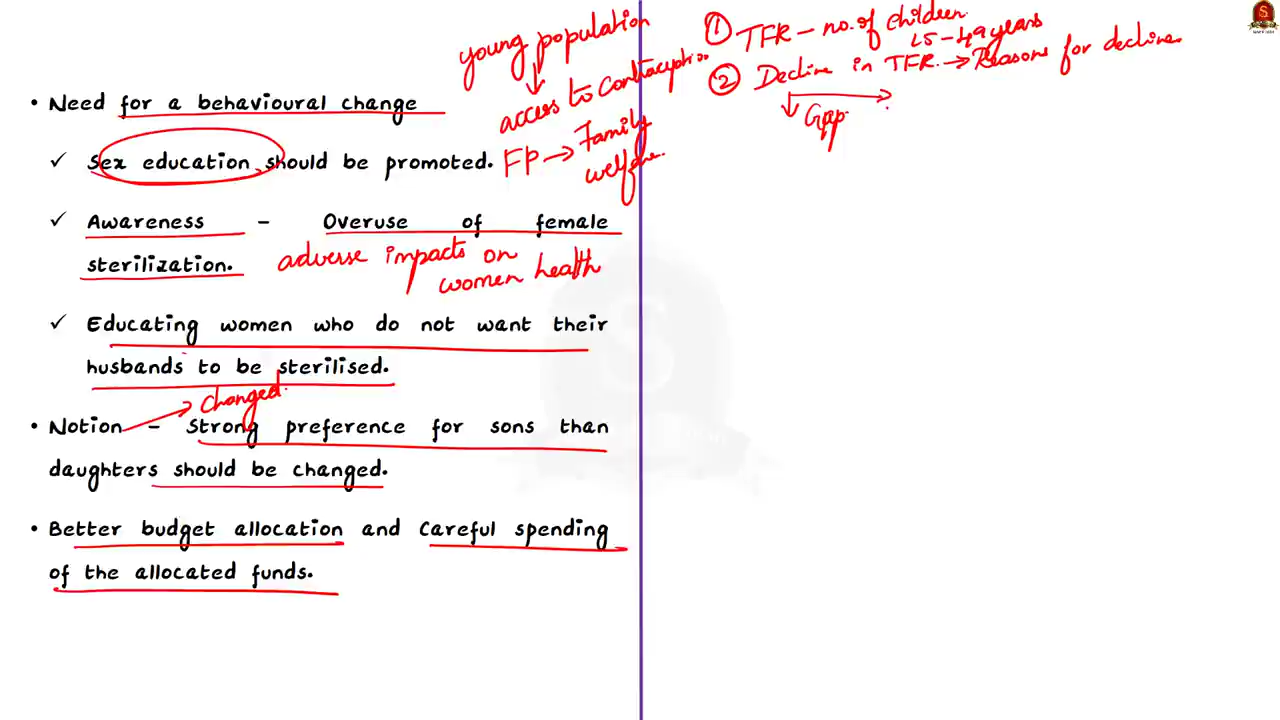 • Need for a behavioural change
✓ Sex education should be promoted.
✓ Awareness – Overuse of female
sterilization.
adverse impacts on
women health
✓ Educating women who do not want their
husbands to be sterilised.
changed.
• Notion – Strong preference for sons than
daughters should be changed.
• Better budget allocation and careful spending
of the allocated funds.
young population
↓
access to contraception
FP → Family
welfare.
① TFR – no. of children
15 – 49 years
② Decline in TFR → Reasons for decline
Gap